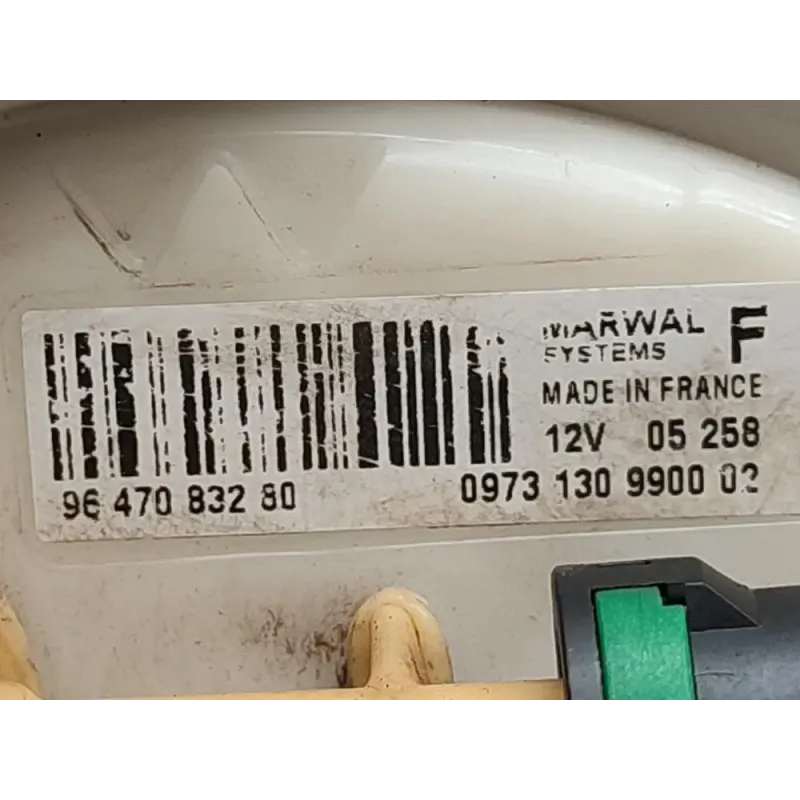 MARWAL F
SYSTEMS
MADE IN FRANCE
12V 05 258
96 470 832 80 0973 130 9900 02